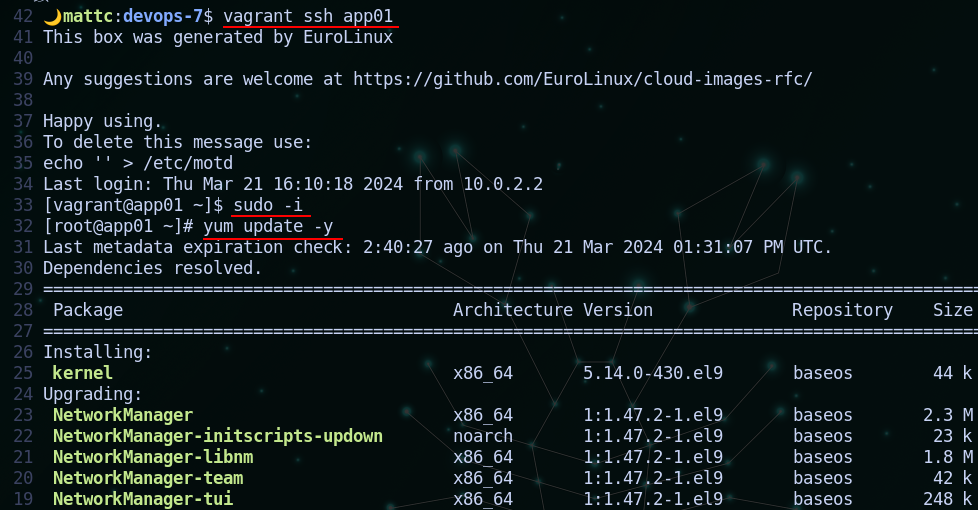 42 🌙mattc:devops-7$ vagrant ssh app01
41 This box was generated by EuroLinux
40
39 Any suggestions are welcome at https://github.com/EuroLinux/cloud-images-rfc/
38
37 Happy using.
36 To delete this message use:
35 echo '' > /etc/motd
34 Last login: Thu Mar 21 16:10:18 2024 from 10.0.2.2
33 [vagrant@app01 ~]$ sudo -i
32 [root@app01 ~]# yum update -y
31 Last metadata expiration check: 2:40:27 ago on Thu 21 Mar 2024 01:31:07 PM UTC.
30 Dependencies resolved.
29 ==============================================================================================
28 Package Architecture Version Repository Size
27 ==============================================================================================
26 Installing:
25 kernel x86_64 5.14.0-430.el9 baseos 44 k
24 Upgrading:
23 NetworkManager x86_64 1:1.47.2-1.el9 baseos 2.3 M
22 NetworkManager-initscripts-updown noarch 1:1.47.2-1.el9 baseos 23 k
21 NetworkManager-libnm x86_64 1:1.47.2-1.el9 baseos 1.8 M
20 NetworkManager-team x86_64 1:1.47.2-1.el9 baseos 42 k
19 NetworkManager-tui x86_64 1:1.47.2-1.el9 baseos 248 k